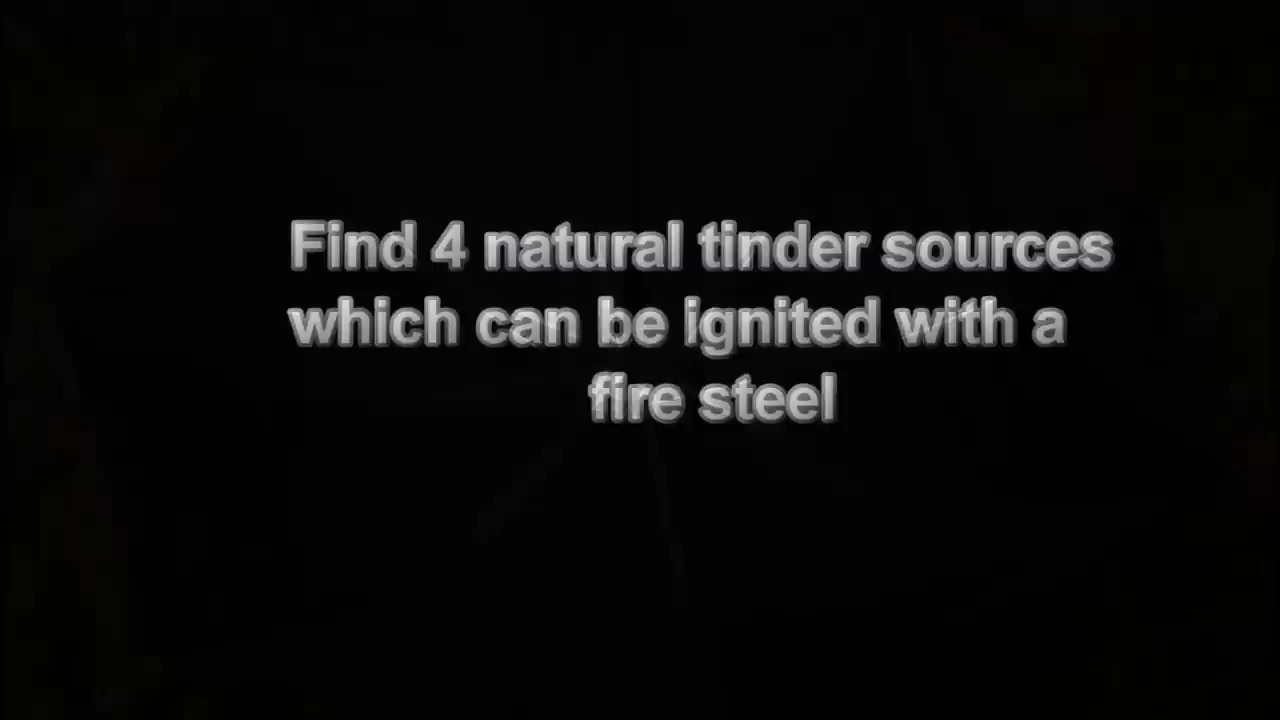 Find 4 natural tinder sources
which can be ignited with a
fire steel